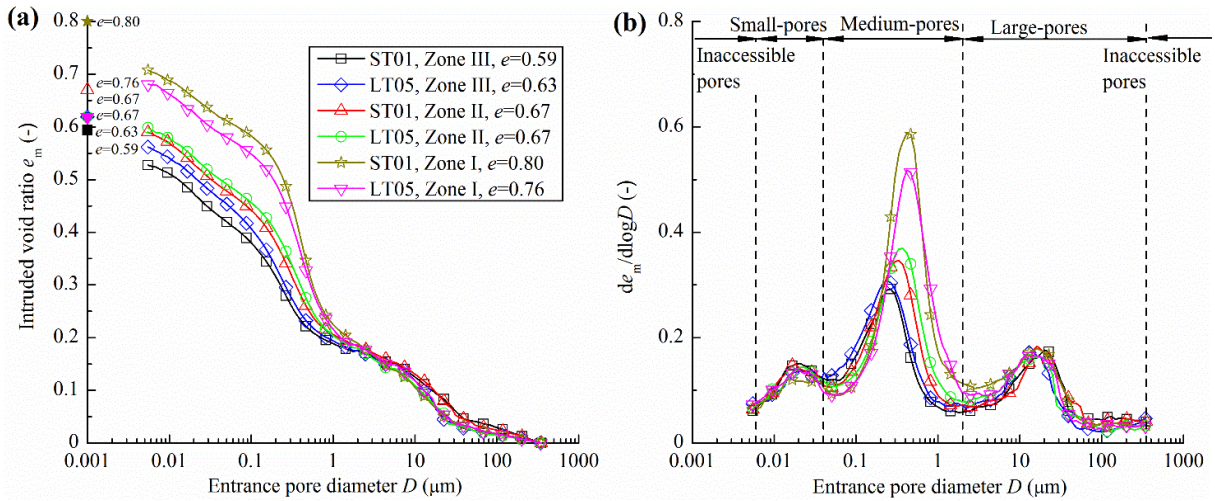 (a)
0.8
0.7
0.6
0.5
0.4
0.3
0.2
0.1
0
Intruded void ratio em (-)
e=0.80
e=0.76
e=0.67
e=0.67
e=0.63
e=0.59
ST01, Zone III, e=0.59
LT05, Zone III, e=0.63
ST01, Zone II, e=0.67
LT05, Zone II, e=0.67
ST01, Zone I, e=0.80
LT05, Zone I, e=0.76
0.001 0.01 0.1 1 10 100 1000
Entrance pore diameter D (μm)
(b)
Small-pores Medium-pores Large-pores
Inaccessible
pores
Inaccessible
pores
0.8
0.6
0.4
0.2
0
dem/dlogD (-)
0.001 0.01 0.1 1 10 100 1000
Entrance pore diameter D (μm)